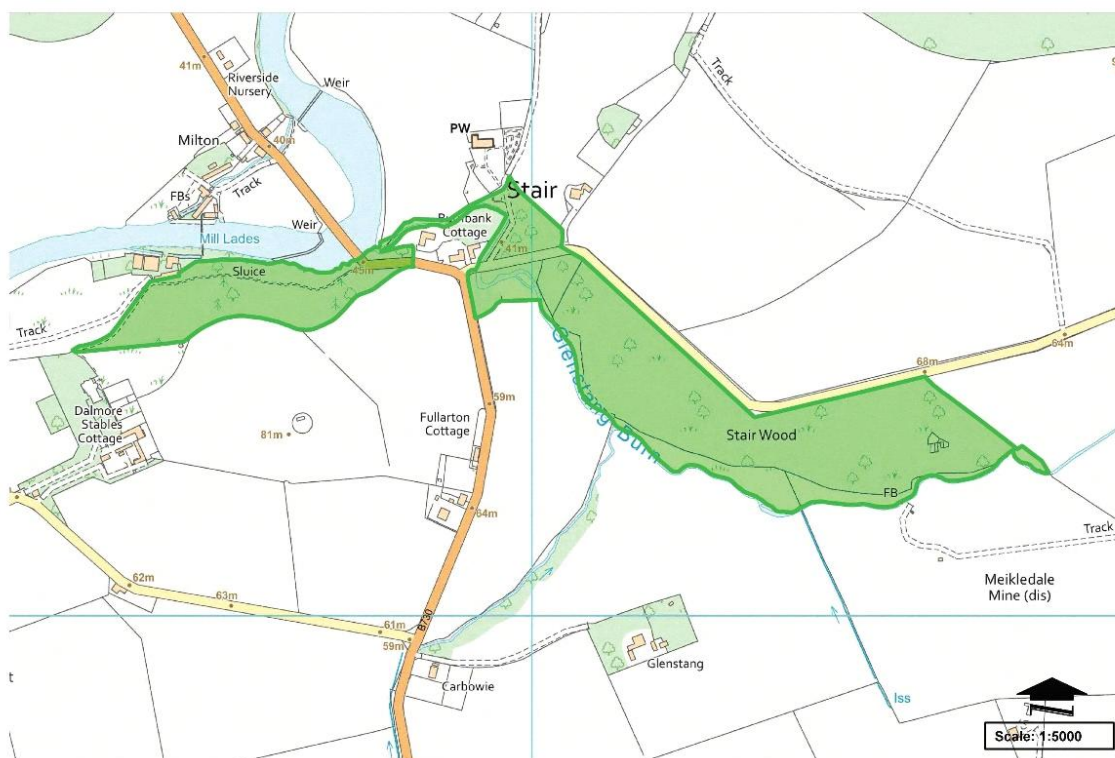 41m
Riverside
Nursery
Weir
Track
Milton
40m
PW
Stair
FBs
Track
Weir
Cottage
41m
Mill Lades
Sluice
45m
Track
Glenstang Burn
68m
64m
59m
Dalmore
Stables
Cottage
81m
Fullarton
Cottage
Stair Wood
FB
64m
Track
62m
63m
61m
59m
B730
Meikledale
Mine (dis)
Glenstang
Carbowie
Iss
t
Scale: 1:5000